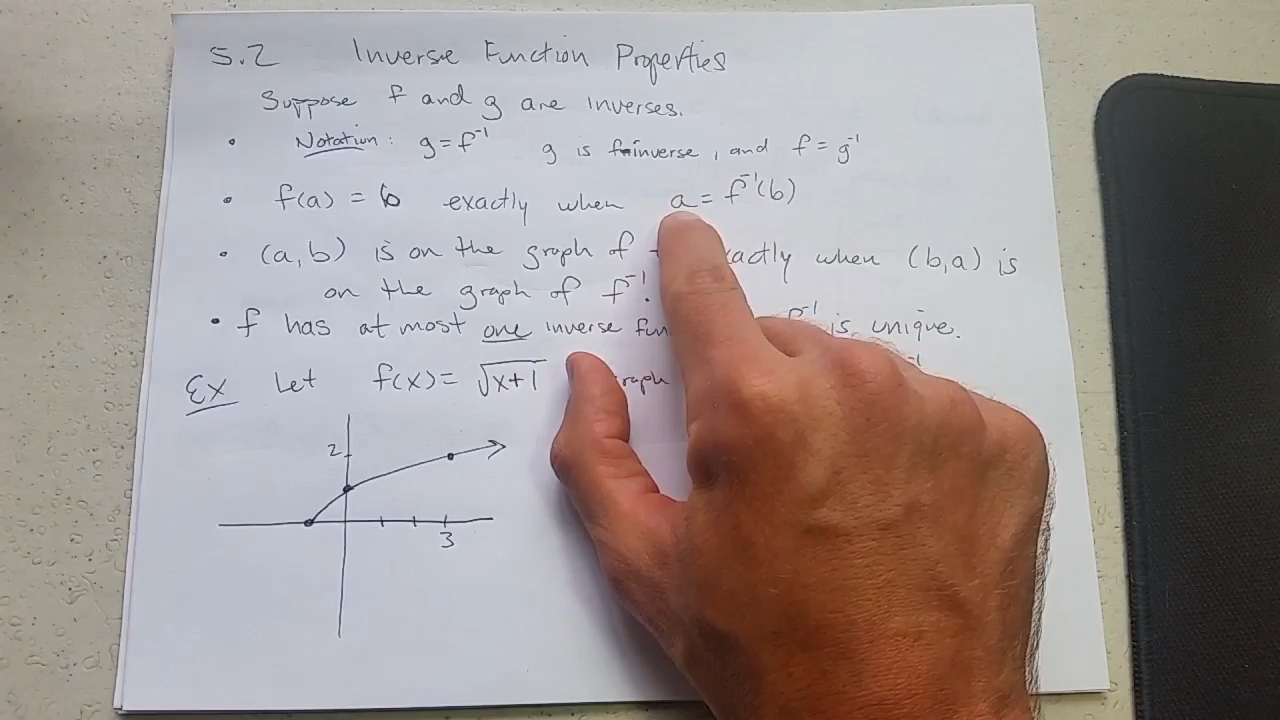 5.2 Inverse Function Properties
Suppose f and g are inverses.
• Notation: g = f⁻¹ g is f-inverse, and f = g⁻¹
• f(a) = b exactly when a = f⁻¹(b)
• (a,b) is on the graph of f when (b,a) is
on the graph of f⁻¹.
• f has at most one inverse f⁻¹ is unique.
Ex Let f(x) = √x+1
2
3